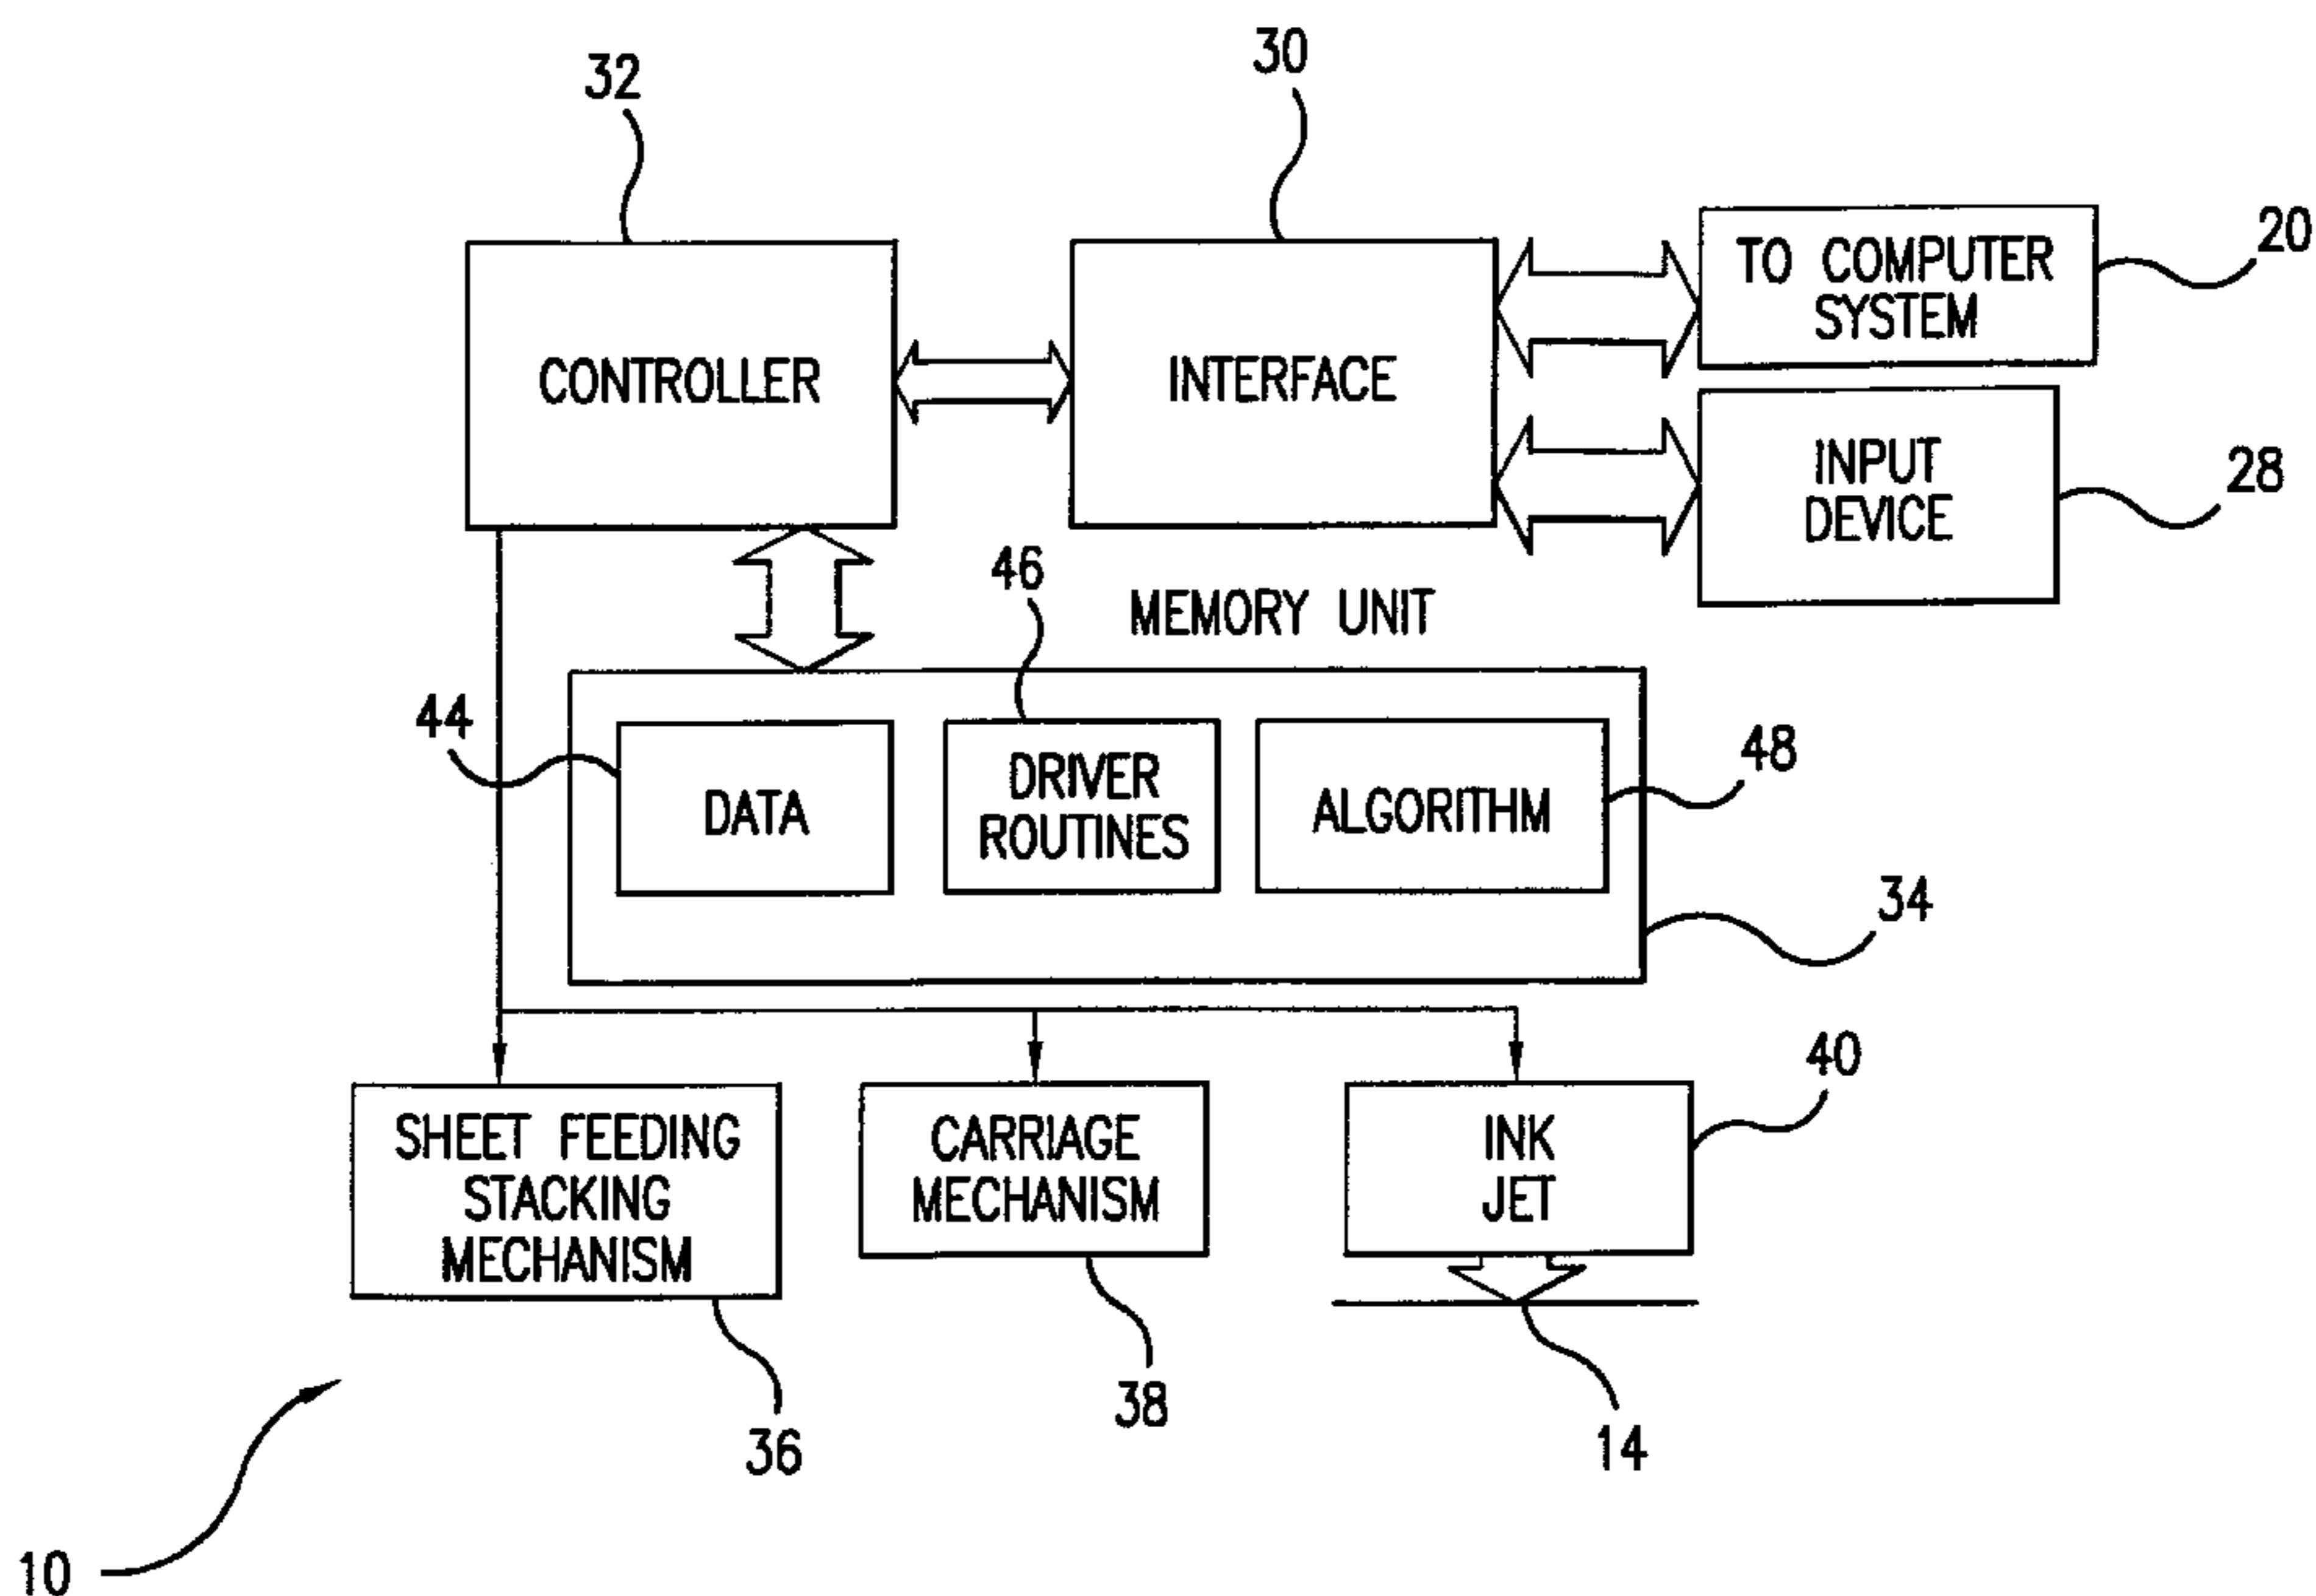 32
30
CONTROLLER
INTERFACE
TO COMPUTER
SYSTEM
20
INPUT
DEVICE
28
MEMORY UNIT
46
44
DATA
DRIVER
ROUTINES
ALGORITHM
48
34
SHEET FEEDING
STACKING
MECHANISM
CARRIAGE
MECHANISM
INK
JET
40
36
38
14
10